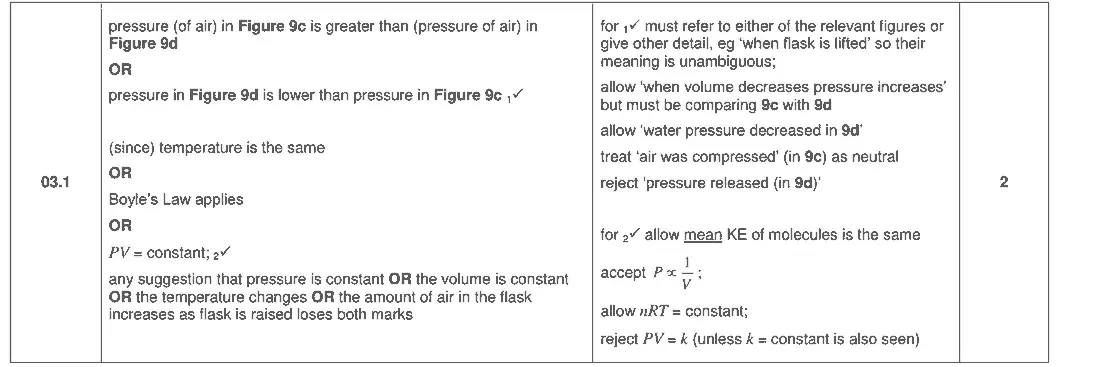 03.1
pressure (of air) in Figure 9c is greater than (pressure of air) in
Figure 9d
OR
pressure in Figure 9d is lower than pressure in Figure 9c ₁✓
(since) temperature is the same
OR
Boyle's Law applies
OR
PV = constant; ₂✓
any suggestion that pressure is constant OR the volume is constant
OR the temperature changes OR the amount of air in the flask
increases as flask is raised loses both marks
for ₁✓ must refer to either of the relevant figures or
give other detail, eg 'when flask is lifted' so their
meaning is unambiguous;
allow 'when volume decreases pressure increases'
but must be comparing 9c with 9d
allow 'water pressure decreased in 9d'
treat 'air was compressed' (in 9c) as neutral
reject 'pressure released (in 9d)'
for ₂✓ allow mean KE of molecules is the same
accept P ∝ 1/V ;
allow nRT = constant;
reject PV = k (unless k = constant is also seen)
2